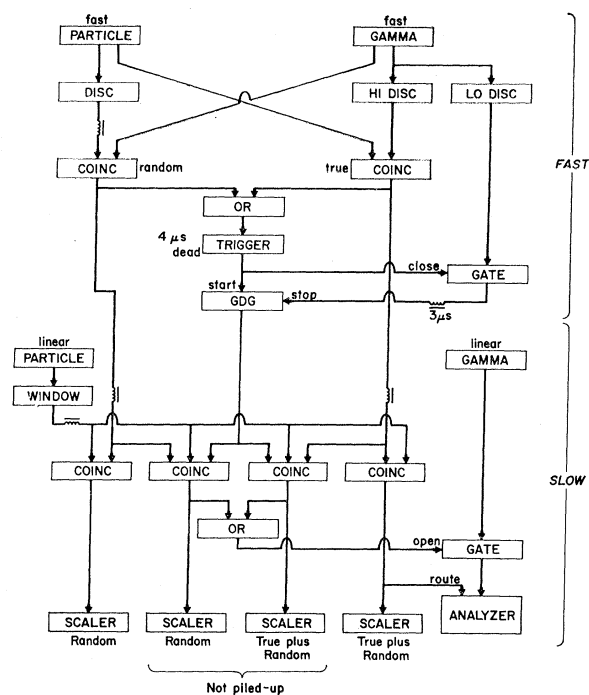 fast
PARTICLE
fast
GAMMA
DISC
HI DISC
LO DISC
COINC
random
true
COINC
FAST
OR
4 μs
dead
TRIGGER
close
GATE
start
GDG
stop
3μs
linear
PARTICLE
linear
GAMMA
WINDOW
COINC
COINC
COINC
COINC
SLOW
OR
open
GATE
route
ANALYZER
SCALER
SCALER
SCALER
SCALER
Random
Random
True plus
Random
True plus
Random
Not piled-up